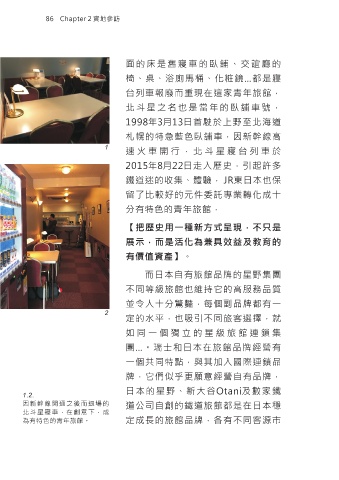 86 Chapter 2 實地參訪
面的床是舊寢車的臥鋪、交誼廳的
椅、桌、浴廁馬桶、化粧鏡…都是寢
台列車報廢而重現在這家青年旅館，
北斗星之名也是當年的臥鋪車號，
1998年3月13日首駛於上野至北海道
札幌的特急藍色臥鋪車，因新幹線高
速火車開行，北斗星寢台列車於
2015年8月22日走入歷史，引起許多
鐵道迷的收集、體驗，JR東日本也保
留了比較好的元件委託專業轉化成十
分有特色的青年旅館，
【把歷史用一種新方式呈現，不只是
展示，而是活化為兼具效益及教育的
有價值資產】。
而日本自有旅館品牌的星野集團
不同等級旅館也維持它的高服務品質
並令人十分驚豔，每個副品牌都有一
定的水平，也吸引不同旅客選擇，就
如同一個獨立的星級旅館連鎖集
團…。瑞士和日本在旅館品牌經營有
一個共同特點，與其加入國際連鎖品
牌，它們似乎更願意經營自有品牌，
日本的星野、新大谷Otani及數家鐵
道公司自創的鐵道旅館都是在日本穩
定成長的旅館品牌，各有不同客源市
1
2
1.2
因新幹線開通之後而退場的
北斗星寢車，在創意下，成
為有特色的青年旅館。